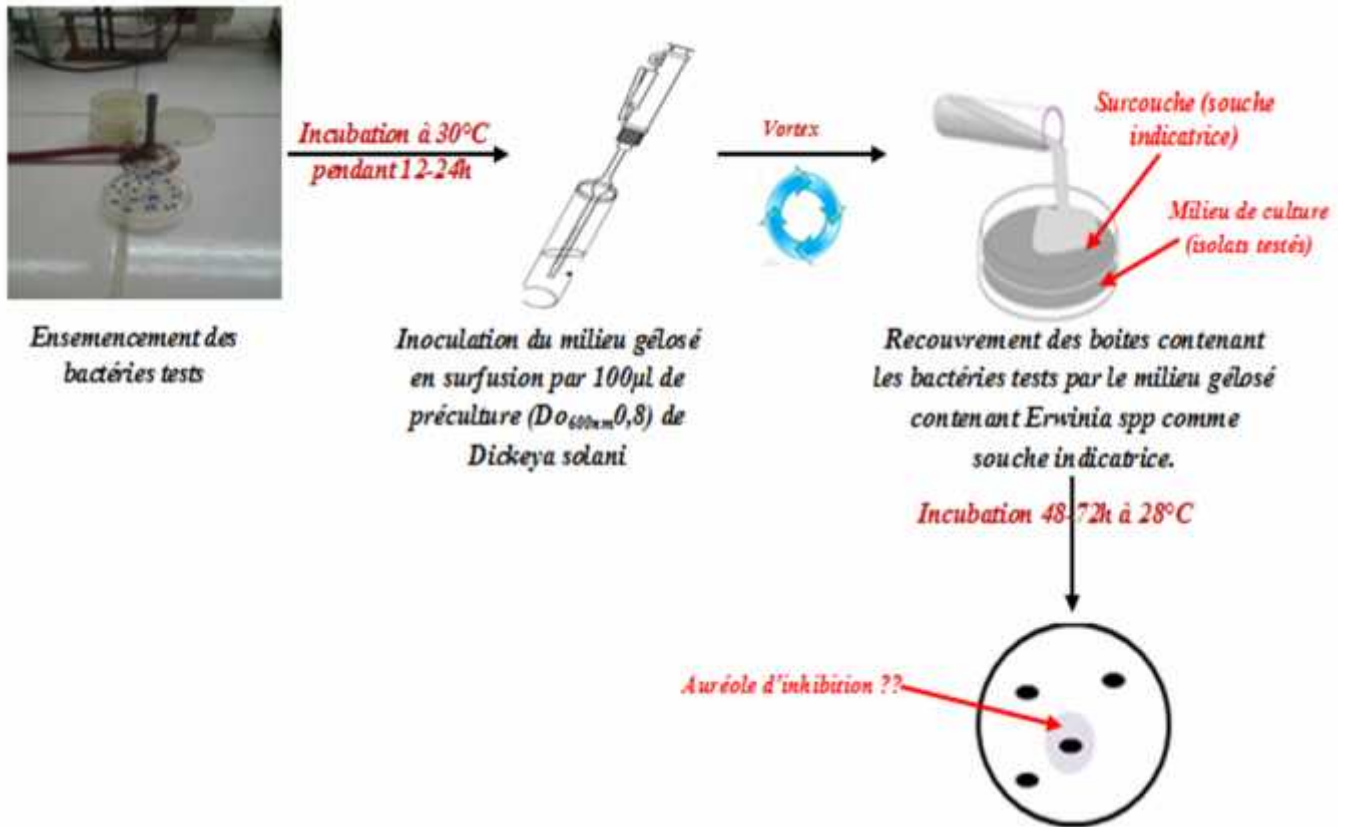 Incubation à 30°C
pendant 12-24h
Vortex
Surcouche (souche
indicatrice)
Milieu de culture
(isolats testés)
Ensemencement des
bactéries tests
Inoculation du milieu gélosé
en surfusion par 100µl de
préculture (Do600nm0,8) de
Dickeya solani
Recouvrement des boites contenant
les bactéries tests par le milieu gélosé
contenant Erwinia spp comme
souche indicatrice.
Incubation 48-72h à 28°C
Auréole d'inhibition ??